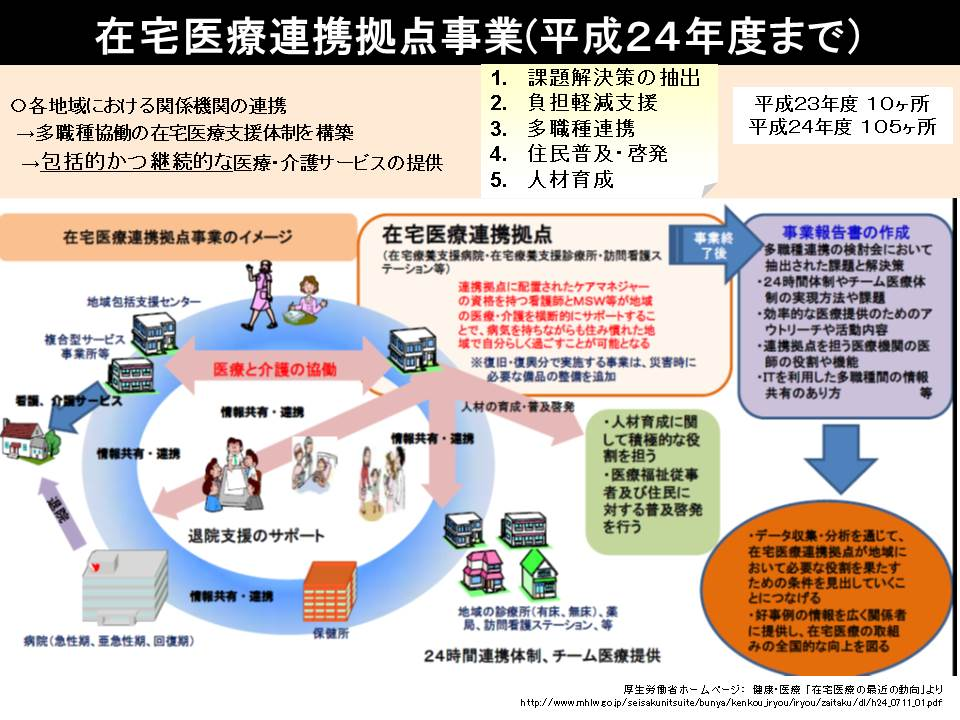 在宅医療連携拠点事業(平成２４年度まで)
○各地域における関係機関の連携
→多職種協働の在宅医療支援体制を構築
→包括的かつ継続的な医療・介護サービスの提供
1. 課題解決策の抽出
2. 負担軽減支援
3. 多職種連携
4. 住民普及・啓発
5. 人材育成
平成23年度 10ヶ所
平成24年度 105ヶ所
在宅医療連携拠点事業のイメージ
在宅医療連携拠点
(在宅療養支援病院・在宅療養支援診療所・訪問看護ス
テーション等)
連携拠点に配置されたケアマネジャー
の資格を持つ看護師とMSW等が地域
の医療・介護を横断的にサポートするこ
とで、病気を持ちながらも住み慣れた地
域で自分らしく過ごすことが可能となる
※復旧・復興分で実施する事業は、災害時に
必要な備品の整備を追加
事業終
了後
事業報告書の作成
・多職種連携の検討会において
抽出された課題と解決策
・24時間体制やチーム医療体
制の実現方法や課題
・効率的な医療提供のためのア
ウトリーチや活動内容
・連携拠点を担う医療機関の医
師の役割や機能
・ITを利用した多職種間の情報
共有のあり方 等
地域包括支援センター
複合型サービス
事業所等
看護、介護サービス
医療と介護の協働
情報共有・連携
情報共有・連携
情報共有・連携
人材の育成・普及啓発
・人材育成に関
して積極的な役
割を担う
・医療福祉従事
者及び住民に
対する普及啓発
を行う
退院
退院支援のサポート
情報共有・連携
病院(急性期、亜急性期、回復期)
保健所
地域の診療所(有床、無床)、薬
局、訪問看護ステーション、等
24時間連携体制、チーム医療提供
・データ収集・分析を通じて、
在宅医療連携拠点が地域に
おいて必要な役割を果たす
ための条件を見出していくこ
とにつなげる
・好事例の情報を広く関係者
に提供し、在宅医療の取組
みの全国的な向上を図る
厚生労働省ホームページ： 健康・医療 「在宅医療の最近の動向」より
http://www.mhlw.go.jp/seisakunitsuite/bunya/kenkou_iryou/iryou/zaitaku/dl/h24_0711_01.pdf